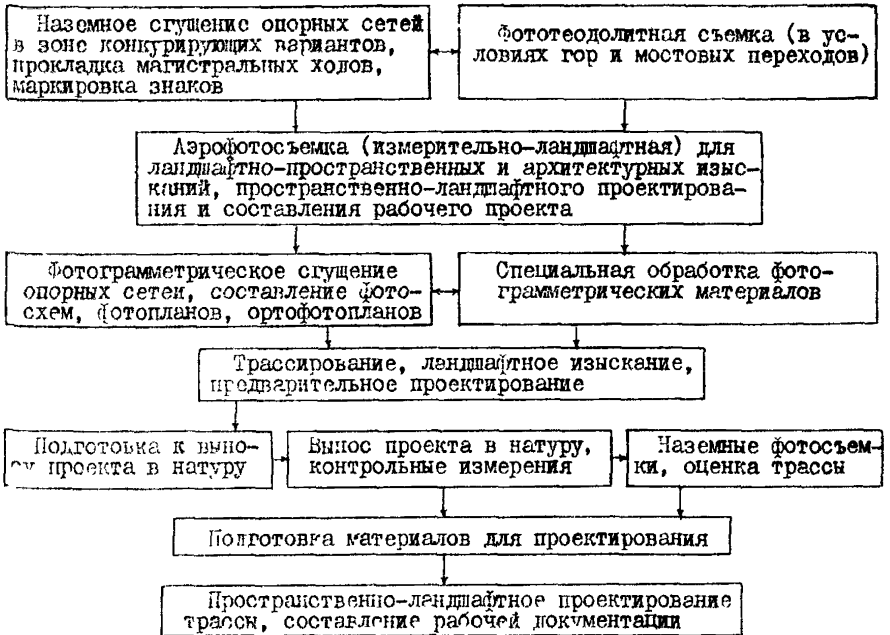 Наземное сгущение опорных сетей
в зоне конкурирующих вариантов,
прокладка магистральных ходов,
маркировка знаков
Фототеодолитная съемка (в ус-
ловиях гор и мостовых переходов)
Аэрофотосъемка (измерительно-ландшафтная) для
ландшафтно-пространственных и архитектурных изыс-
каний, пространственно-ландшафтного проектирова-
ния и составления рабочего проекта
Фотограмметрическое сгущение
опорных сетей, составление фото-
схем, фотопланов, ортофотопланов
Специальная обработка фото-
грамметрических материалов
Трассирование, ландшафтное изыскание,
предварительное проектирование
Подготовка к выно-
су проекта в натуру
Вынос проекта в натуру,
контрольные измерения
Наземные фотосъем-
ки, оценка трассы
Подготовка материалов для проектирования
Пространственно-ландшафтное проектирование
трассы, составление рабочей документации